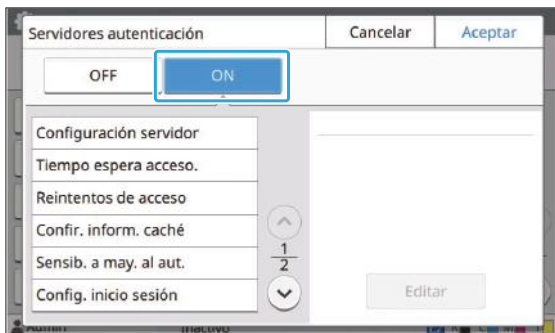 Servidores autenticación
Cancelar
Aceptar
OFF
ON
Configuración servidor
Tiempo espera acceso.
Reintentos de acceso
Confir. inform. caché
Sensib. a may. al aut.
Config. inicio sesión
1
2
Editar
Admin
Inactivo